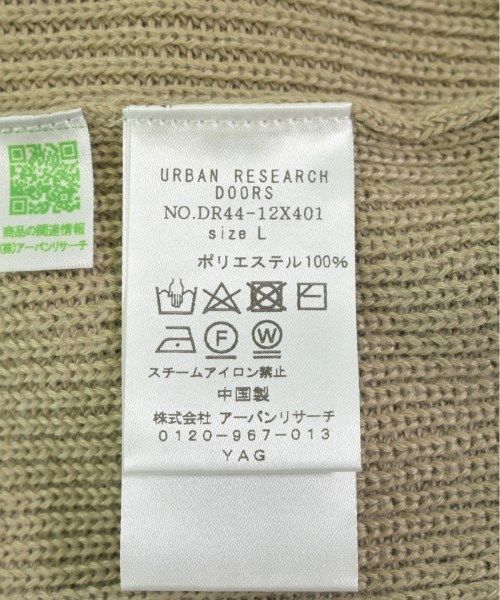 URBAN RESEARCH
DOORS
NO.DR44-12X401
size L
ポリエステル100%
F
W
スチームアイロン禁止
中国製
株式会社 アーバンリサーチ
0120-967-013
YAG
商品の関連情報
(株)アーバンリサーチ